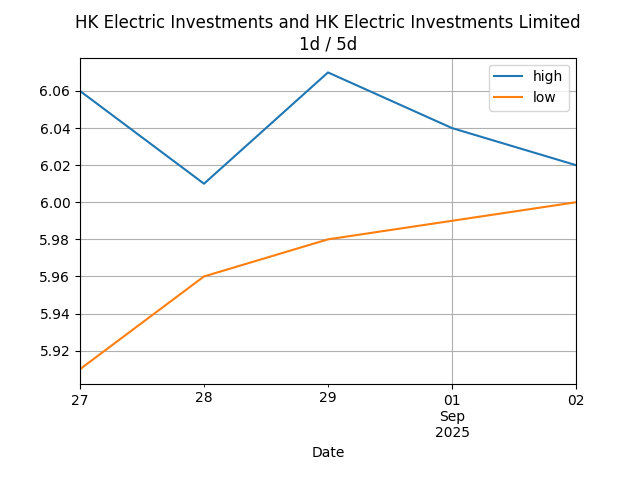 HK Electric Investments and HK Electric Investments Limited
1d / 5d
high
low
6.06
6.04
6.02
6.00
5.98
5.96
5.94
5.92
27
28
29
01
02
Sep
2025
Date